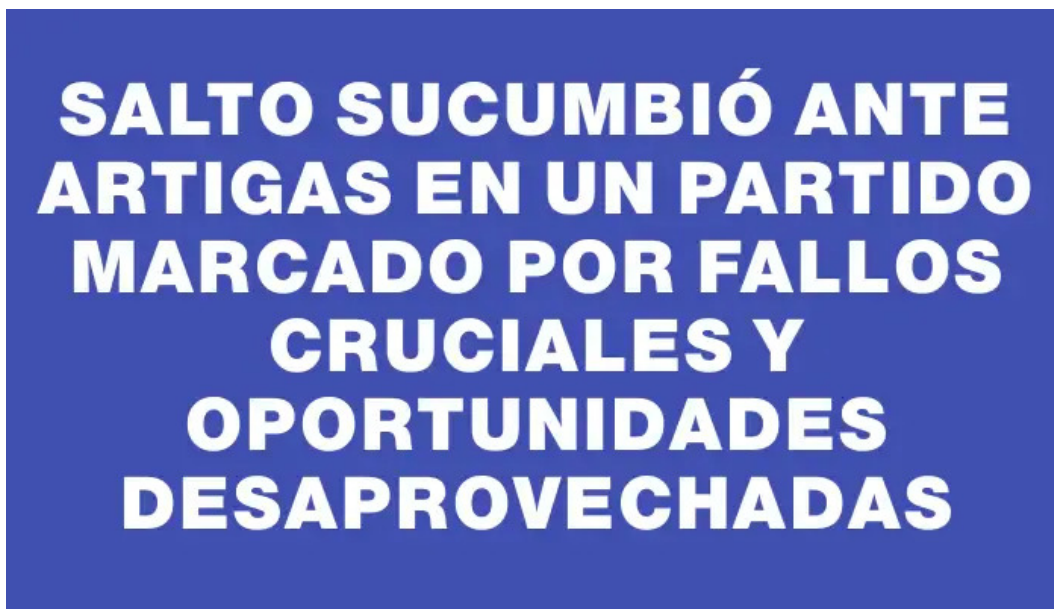 SALTO SUCUMBIÓ ANTE
ARTIGAS EN UN PARTIDO
MARCADO POR FALLOS
CRUCIALES Y
OPORTUNIDADES
DESAPROVECHADAS